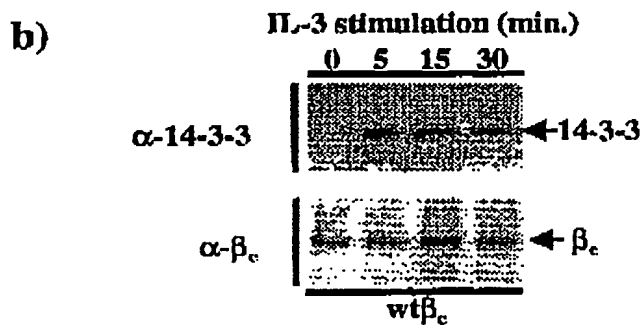 b)
IL-3 stimulation (min.)
0 5 15 30
α-14-3-3 14-3-3
α-βc βc
wtβc